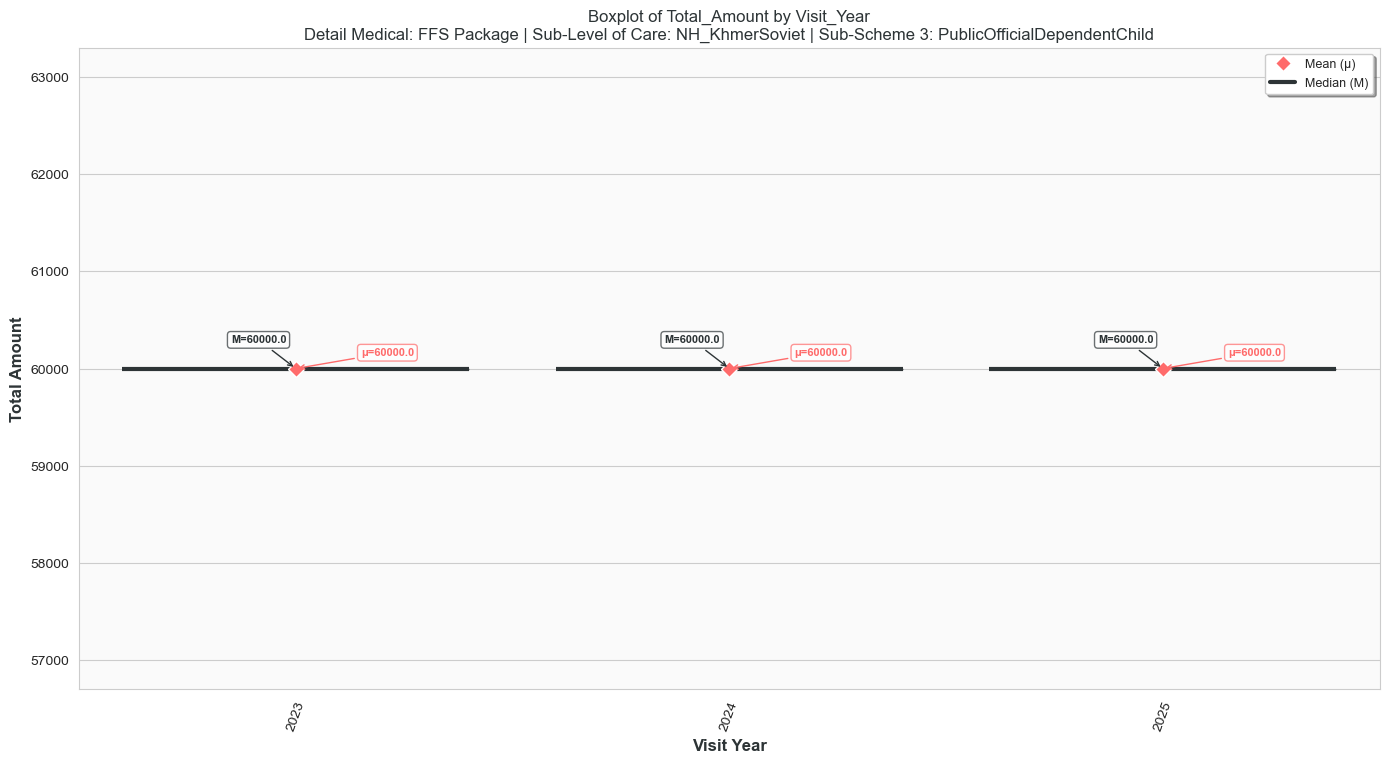 Boxplot of Total_Amount by Visit_Year
Detail Medical: FFS Package | Sub-Level of Care: NH_KhmerSoviet | Sub-Scheme 3: PublicOfficialDependentChild
Mean (μ)
Median (M)
Total Amount
63000
62000
61000
60000
59000
58000
57000
M=60000.0
μ=60000.0
M=60000.0
μ=60000.0
M=60000.0
μ=60000.0
2023
2024
2025
Visit Year